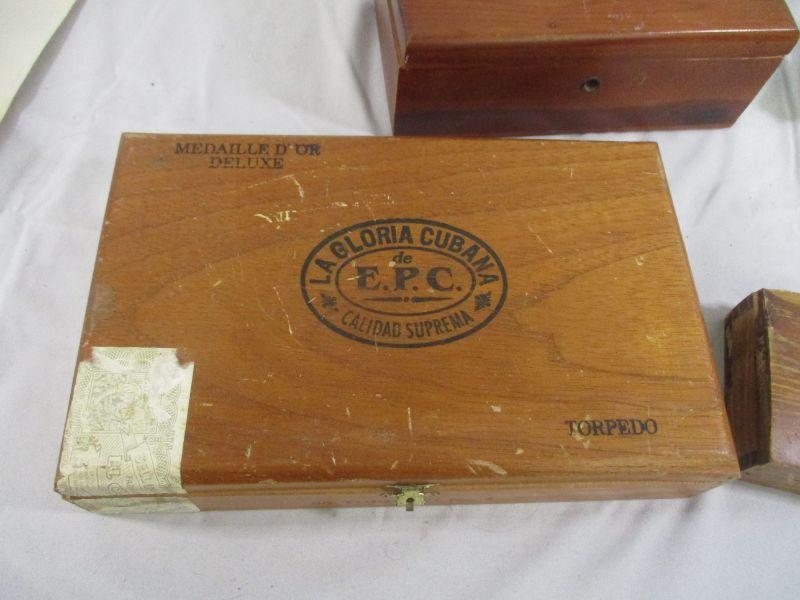 MEDAILLE D'OR
DELUXE
LA GLORIA CUBANA
de
E.P.C.
CALIDAD SUPREMA
TORPEDO